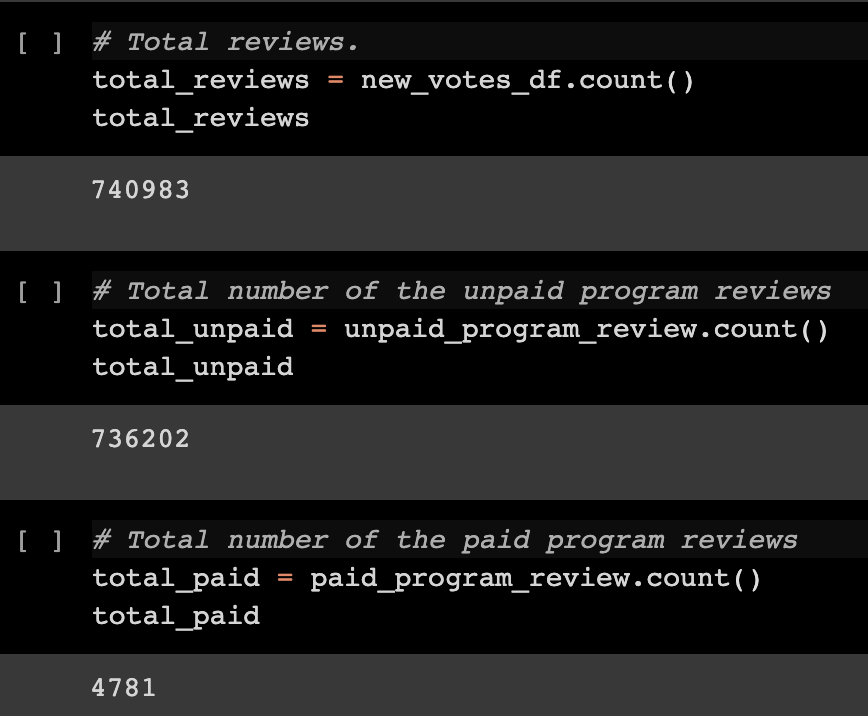 [ ] # Total reviews.
total_reviews = new_votes_df.count()
total_reviews
740983
[ ] # Total number of the unpaid program reviews
total_unpaid = unpaid_program_review.count()
total_unpaid
736202
[ ] # Total number of the paid program reviews
total_paid = paid_program_review.count()
total_paid
4781